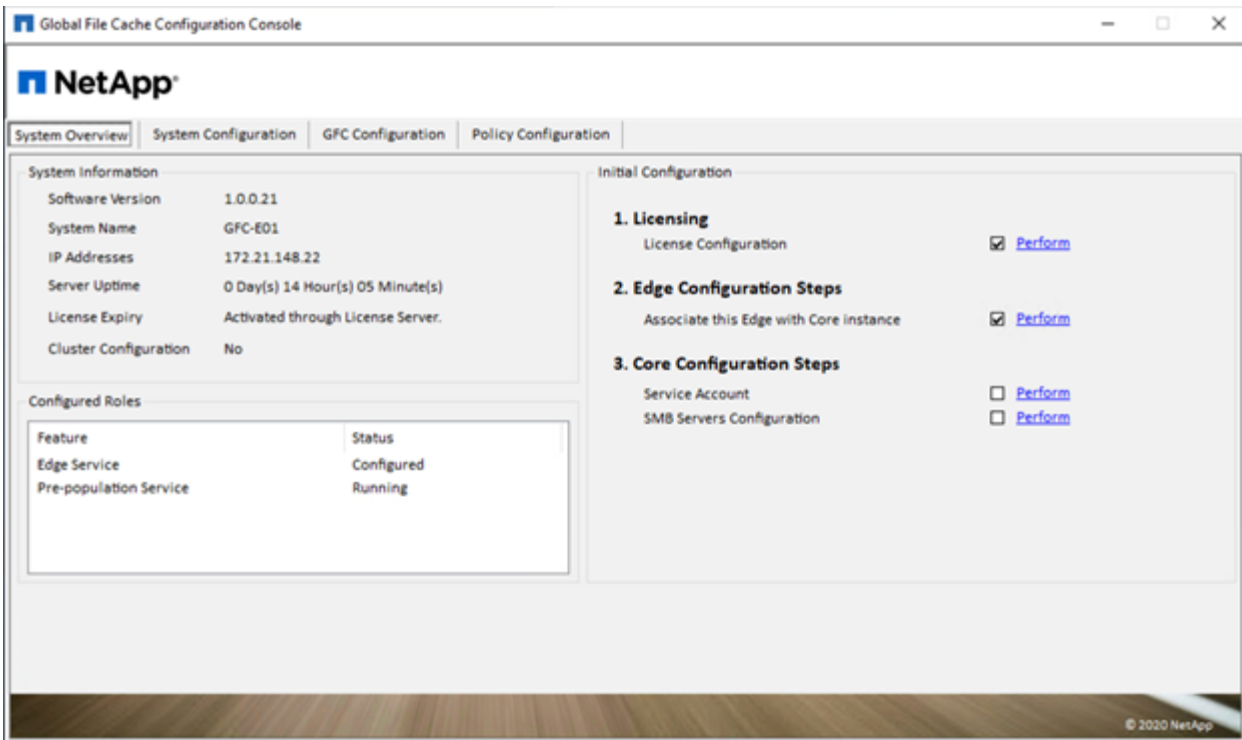 Global File Cache Configuration Console
NetApp
System Overview System Configuration GFC Configuration Policy Configuration
System Information
Software Version 1.0.0.21
System Name GFC-E01
IP Addresses 172.21.148.22
Server Uptime 0 Day(s) 14 Hour(s) 05 Minute(s)
License Expiry Activated through License Server.
Cluster Configuration No
Configured Roles
Feature Status
Edge Service Configured
Pre-population Service Running
Initial Configuration
1. Licensing
License Configuration Perform
2. Edge Configuration Steps
Associate this Edge with Core instance Perform
3. Core Configuration Steps
Service Account Perform
SMB Servers Configuration Perform
© 2020 NetApp